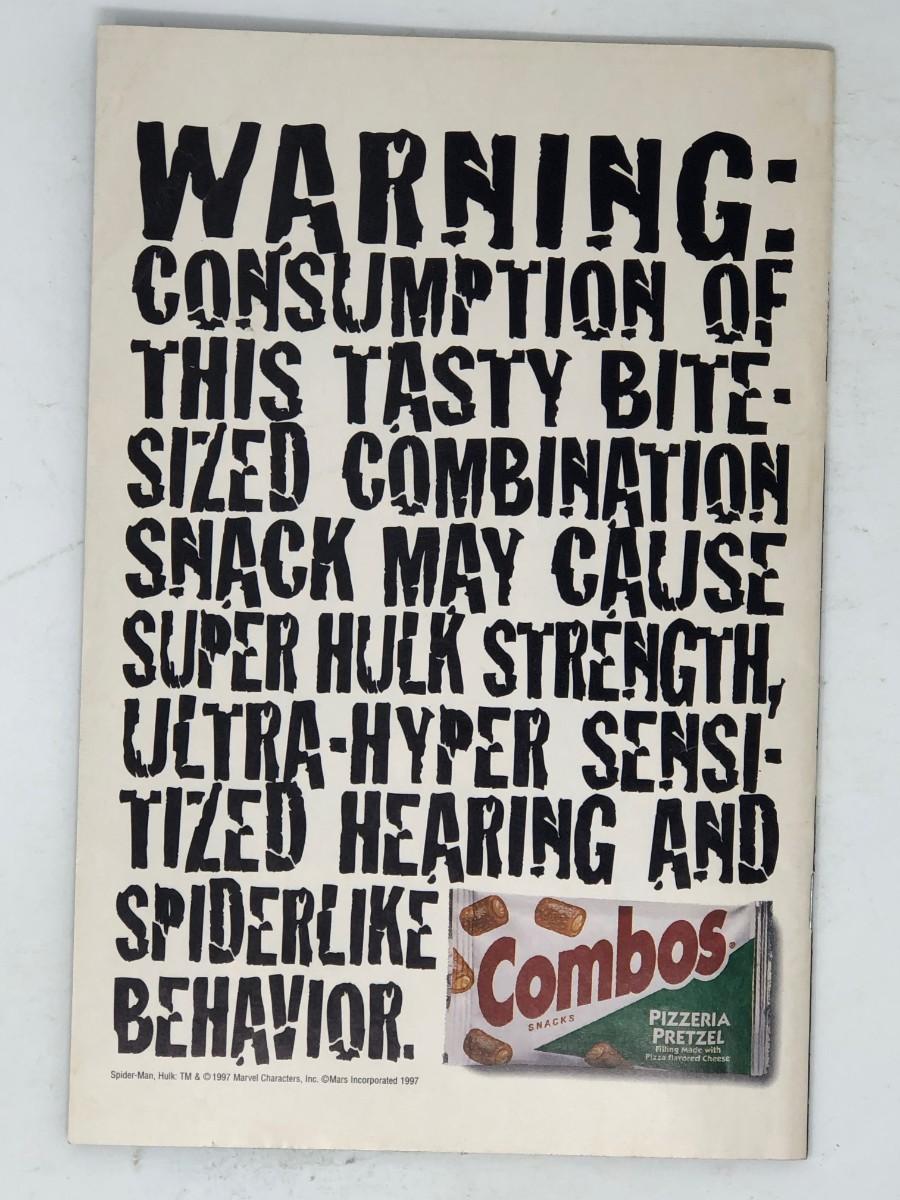 WARNING:
CONSUMPTION OF
THIS TASTY BITE-
SIZED COMBINATION
SNACK MAY CAUSE
SUPER HULK STRENGTH,
ULTRA-HYPER SENSI-
TIZED HEARING AND
SPIDERLIKE
BEHAVIOR.
Combos®
SNACKS
PIZZERIA
PRETZEL
Filling Made with
Pizza flavored Cheese
Spider-Man, Hulk: TM & ©1997 Marvel Characters, Inc. ©Mars Incorporated 1997